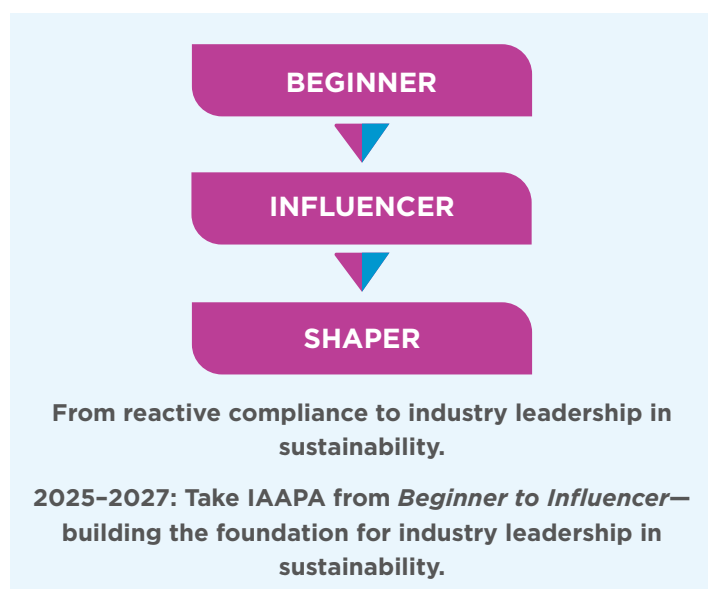 BEGINNER
INFLUENCER
SHAPER
From reactive compliance to industry leadership in
sustainability.
2025–2027: Take IAAPA from Beginner to Influencer—
building the foundation for industry leadership in
sustainability.